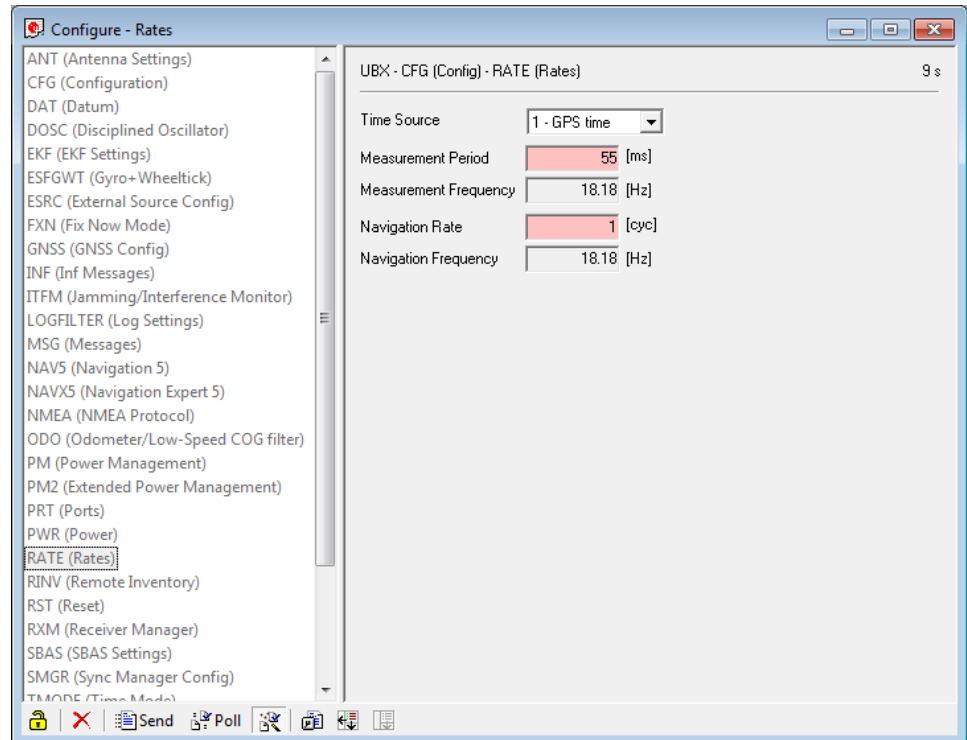 Configure - Rates
ANT (Antenna Settings)
CFG (Configuration)
DAT (Datum)
DOSC (Disciplined Oscillator)
EKF (EKF Settings)
ESFGWT (Gyro+Wheeltick)
ESRC (External Source Config)
FXN (Fix Now Mode)
GNSS (GNSS Config)
INF (Inf Messages)
ITFM (Jamming/Interference Monitor)
LOGFILTER (Log Settings)
MSG (Messages)
NAV5 (Navigation 5)
NAVX5 (Navigation Expert 5)
NMEA (NMEA Protocol)
ODO (Odometer/Low-Speed COG filter)
PM (Power Management)
PM2 (Extended Power Management)
PRT (Ports)
PWR (Power)
RATE (Rates)
RINV (Remote Inventory)
RST (Reset)
RXM (Receiver Manager)
SBAS (SBAS Settings)
SMGR (Sync Manager Config)
TMODE (Time Mode)
UBX - CFG (Config) - RATE (Rates) 9 s
Time Source 1 - GPS time
Measurement Period 55 [ms]
Measurement Frequency 18.18 [Hz]
Navigation Rate 1 [cyc]
Navigation Frequency 18.18 [Hz]
Send Poll